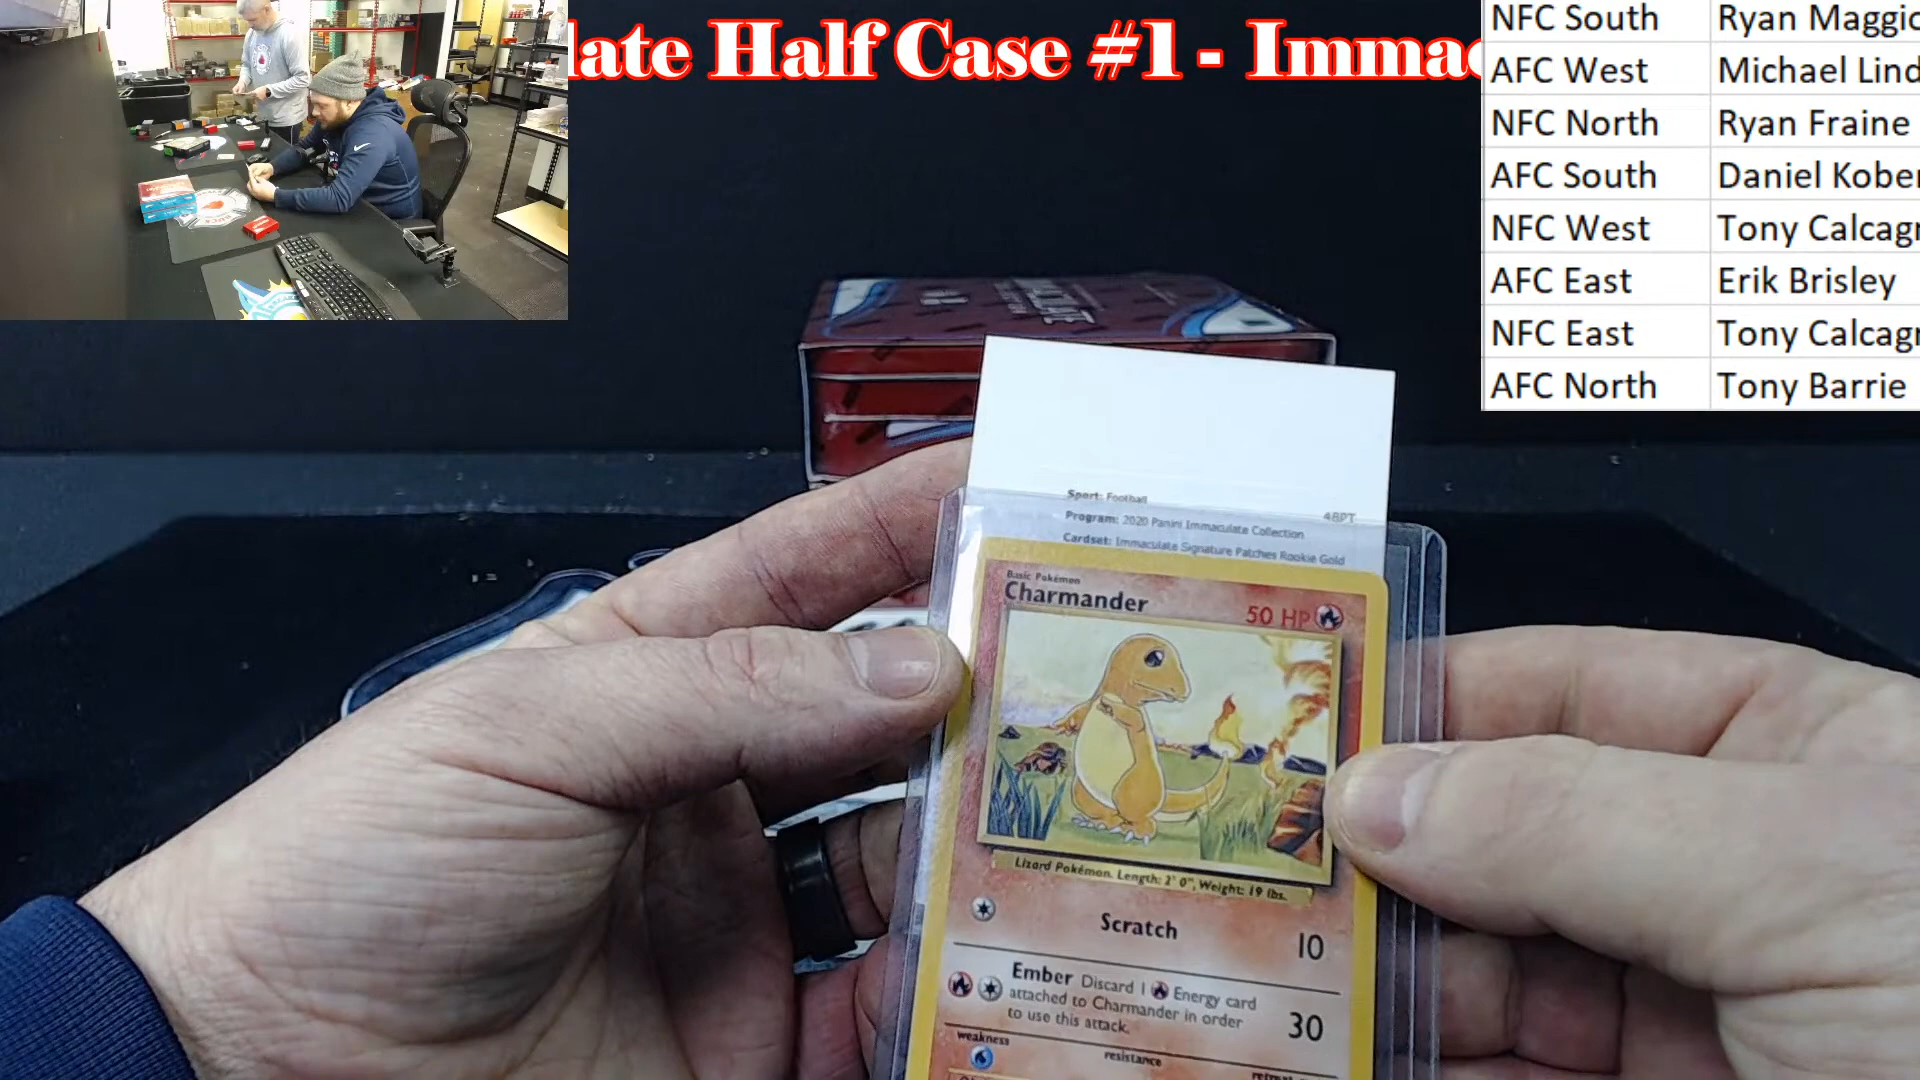 late Half Case #1 - Immac
NFC South Ryan Maggio
AFC West Michael Lind
NFC North Ryan Fraine
AFC South Daniel Kober
NFC West Tony Calcagn
AFC East Erik Brisley
NFC East Tony Calcagn
AFC North Tony Barrie
Sport: Football
4BPT
Program: 2020 Panini Immaculate Collection
Cardset: Immaculate Signature Patches Rookie Gold
Basic Pokémon
Charmander
50 HP
Lizard Pokémon. Length: 2' 0", Weight: 19 lbs.
Scratch 10
Ember Discard 1 Energy card
attached to Charmander in order
to use this attack.
30
weakness
resistance